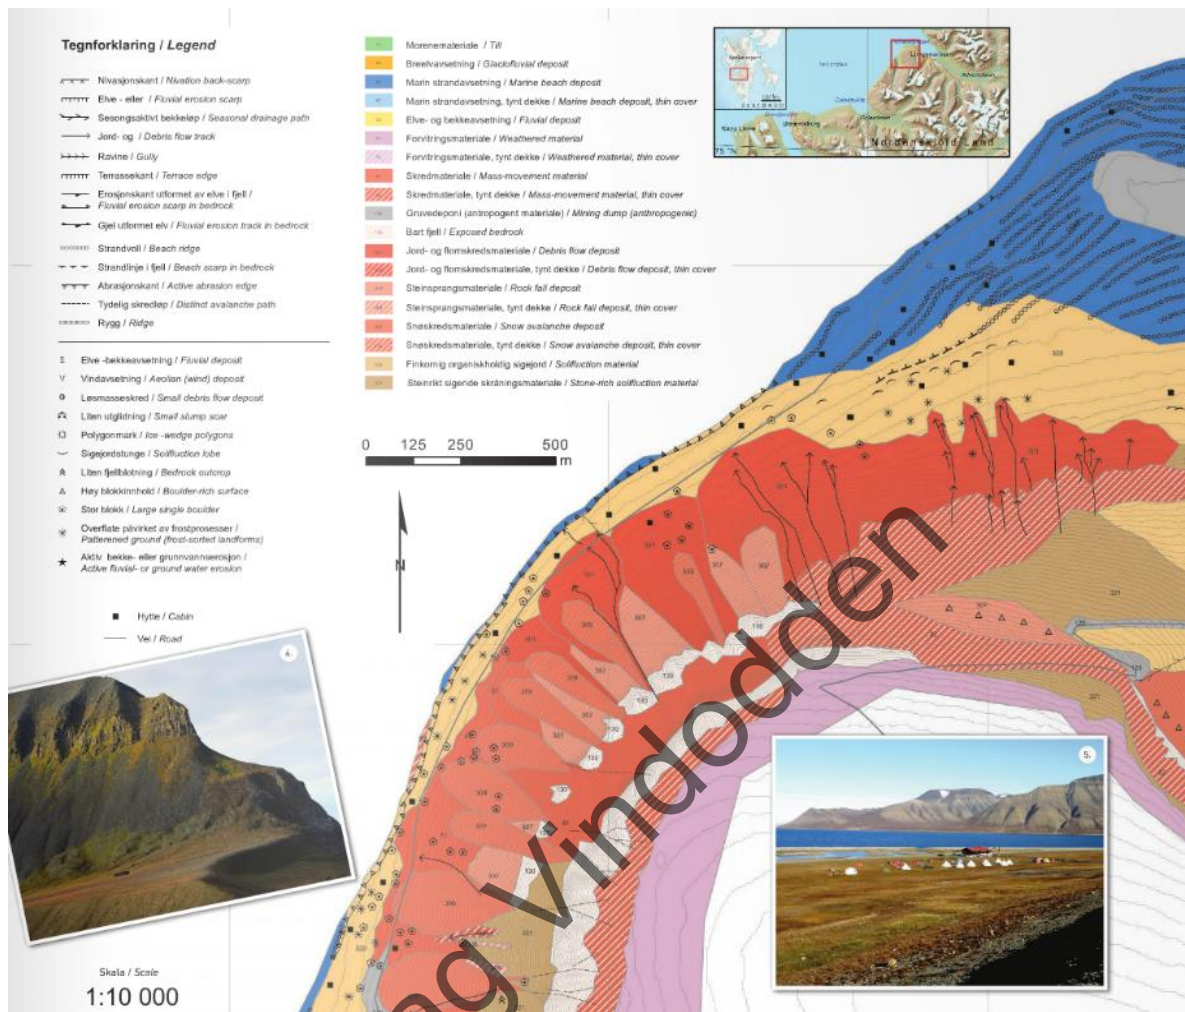 Tegnforklaring / Legend
Nivasjonskant / Nivation back-scarp
Elve - eller / Fluvial erosion scarp
Sesongsaktivt bekkeløp / Seasonal drainage path
Jord- og / Debris flow track
Ravine / Gully
Terrassekant / Terrace edge
Erosjonskant utformet av elve i fjell /
Fluvial erosion scarp in bedrock
Gjel utformet elv / Fluvial erosion track in bedrock
Strandvoll / Beach ridge
Strandlinje i fjell / Beach scarp in bedrock
Abrasjonskant / Active abrasion edge
Tydelig skredløp / Distinct avalanche path
Rygg / Ridge
Elve -bekkeavsetning / Fluvial deposit
Vindavsetning / Aeolian (wind) deposit
Løsmasseskred / Small debris flow deposit
Liten utglidning / Small slump scar
Polygonmark / Ice -wedge polygons
Sigejordstunge / Solifluction lobe
Liten fjellblotning / Bedrock outcrop
Høy blokkinnhold / Boulder-rich surface
Stor blokk / Large single boulder
Overflate påvirket av frostprosesser /
Patterened ground (frost-sorted landforms)
Aktiv bekke- eller grunnvannserosjon /
Active fluvial- or ground water erosion
Hytte / Cabin
Vei / Road
Morenemateriale / Till
Breelvavsetning / Glaciofluvial deposit
Marin strandavsetning / Marine beach deposit
Marin strandavsetning, tynt dekke / Marine beach deposit, thin cover
Elve- og bekkeavsetning / Fluvial deposit
Forvitringsmateriale / Weathered material
Forvitringsmateriale, tynt dekke / Weathered material, thin cover
Skredmateriale / Mass-movement material
Skredmateriale, tynt dekke / Mass-movement material, thin cover
Gruvedeponi (antropogent materiale) / Mining dump (anthropogenic)
Bart fjell / Exposed bedrock
Jord- og flomskredsmateriale / Debris flow deposit
Jord- og flomskredsmateriale, tynt dekke / Debris flow deposit, thin cover
Steinsprangsmateriale / Rock fall deposit
Steinsprangsmateriale, tynt dekke / Rock fall deposit, thin cover
Snøskredsmateriale / Snow avalanche deposit
Snøskredsmateriale, tynt dekke / Snow avalanche deposit, thin cover
Finkornig organiskholdig sigejord / Solifluction material
Steinrikt sigende skråningsmateriale / Stone-rich solifluction material
0 125 250 500
m
N
Nordenskiöld Land
4.
5.
Vindodden
Skala / Scale
1:10 000